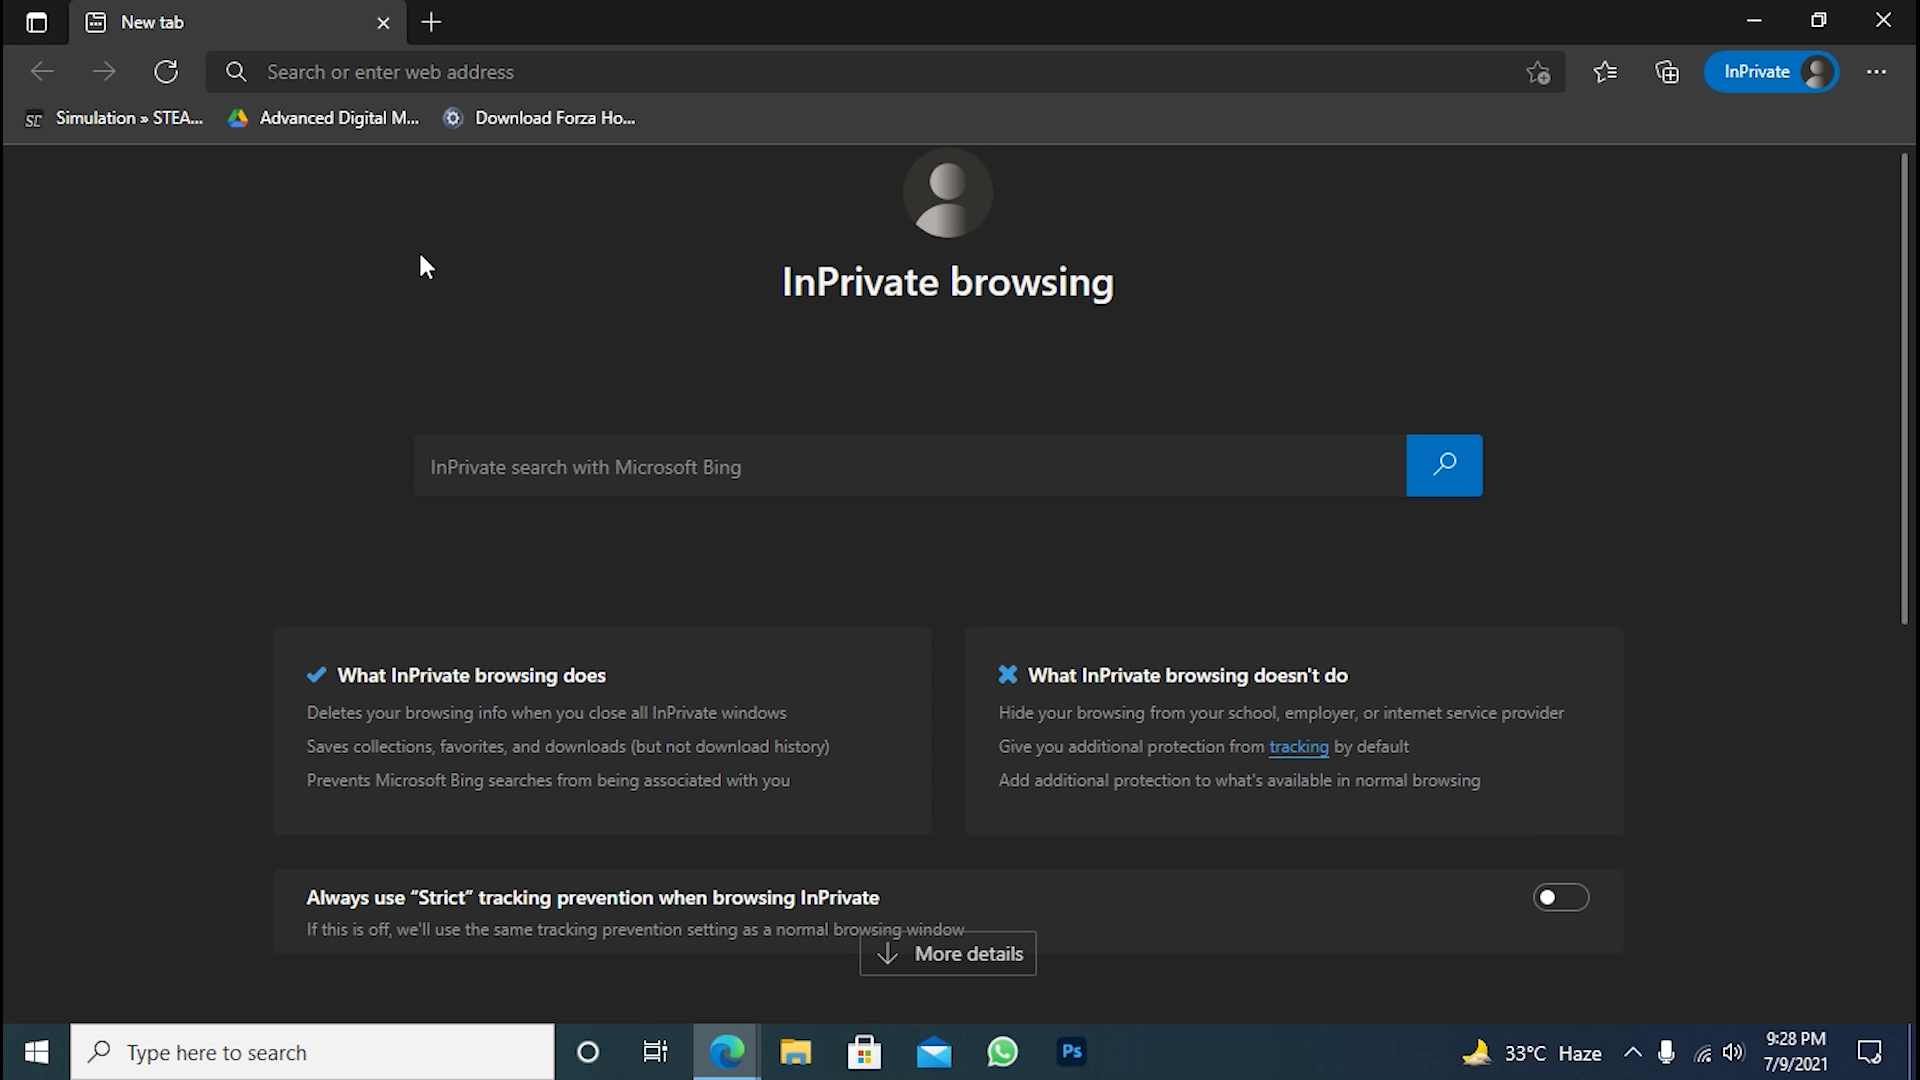 New tab
Search or enter web address
InPrivate
SC Simulation » STEA... Advanced Digital M... Download Forza Ho...
InPrivate browsing
InPrivate search with Microsoft Bing
What InPrivate browsing does
Deletes your browsing info when you close all InPrivate windows
Saves collections, favorites, and downloads (but not download history)
Prevents Microsoft Bing searches from being associated with you
What InPrivate browsing doesn't do
Hide your browsing from your school, employer, or internet service provider
Give you additional protection from tracking by default
Add additional protection to what's available in normal browsing
Always use “Strict” tracking prevention when browsing InPrivate
If this is off, we'll use the same tracking prevention setting as a normal browsing window
More details
Type here to search
Ps
33°C Haze
9:28 PM
7/9/2021